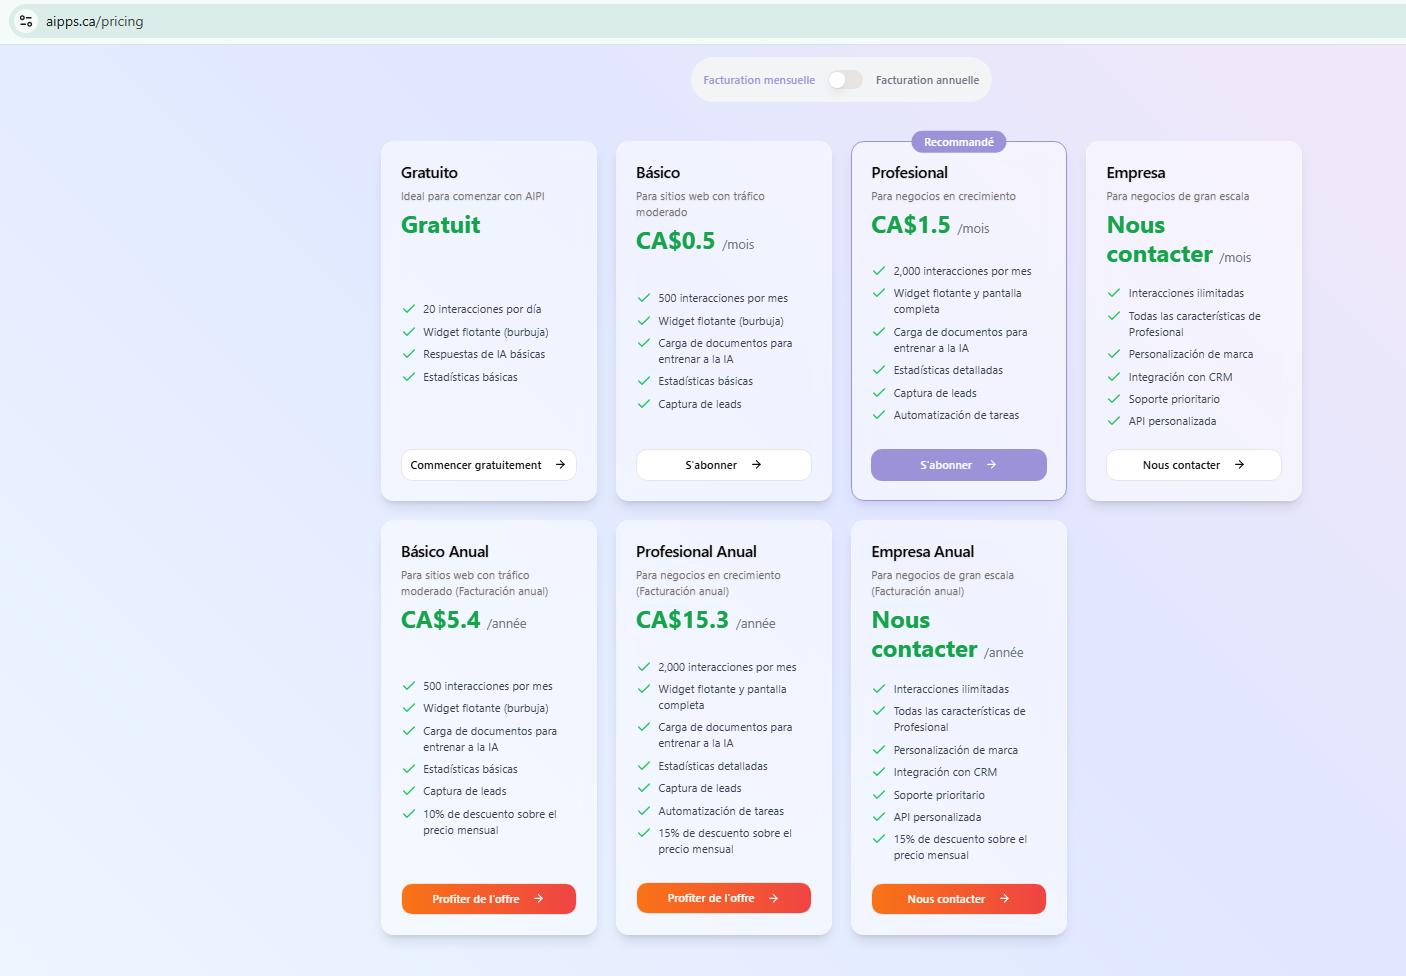 aipps.ca/pricing
Facturation mensuelle
Facturation annuelle
Gratuito
Ideal para comenzar con AIPI
Gratuit
20 interacciones por día
Widget flotante (burbuja)
Respuestas de IA básicas
Estadísticas básicas
Commencer gratuitement
Básico
Para sitios web con tráfico
moderado
CA$0.5 /mois
500 interacciones por mes
Widget flotante (burbuja)
Carga de documentos para
entrenar a la IA
Estadísticas básicas
Captura de leads
S'abonner
Recommandé
Profesional
Para negocios en crecimiento
CA$1.5 /mois
2,000 interacciones por mes
Widget flotante y pantalla
completa
Carga de documentos para
entrenar a la IA
Estadísticas detalladas
Captura de leads
Automatización de tareas
S'abonner
Empresa
Para negocios de gran escala
Nous
contacter /mois
Interacciones ilimitadas
Todas las características de
Profesional
Personalización de marca
Integración con CRM
Soporte prioritario
API personalizada
Nous contacter
Básico Anual
Para sitios web con tráfico
moderado (Facturación anual)
CA$5.4 /année
500 interacciones por mes
Widget flotante (burbuja)
Carga de documentos para
entrenar a la IA
Estadísticas básicas
Captura de leads
10% de descuento sobre el
precio mensual
Profiter de l'offre
Profesional Anual
Para negocios en crecimiento
(Facturación anual)
CA$15.3 /année
2,000 interacciones por mes
Widget flotante y pantalla
completa
Carga de documentos para
entrenar a la IA
Estadísticas detalladas
Captura de leads
Automatización de tareas
15% de descuento sobre el
precio mensual
Profiter de l'offre
Empresa Anual
Para negocios de gran escala
(Facturación anual)
Nous
contacter /année
Interacciones ilimitadas
Todas las características de
Profesional
Personalización de marca
Integración con CRM
Soporte prioritario
API personalizada
15% de descuento sobre el
precio mensual
Nous contacter